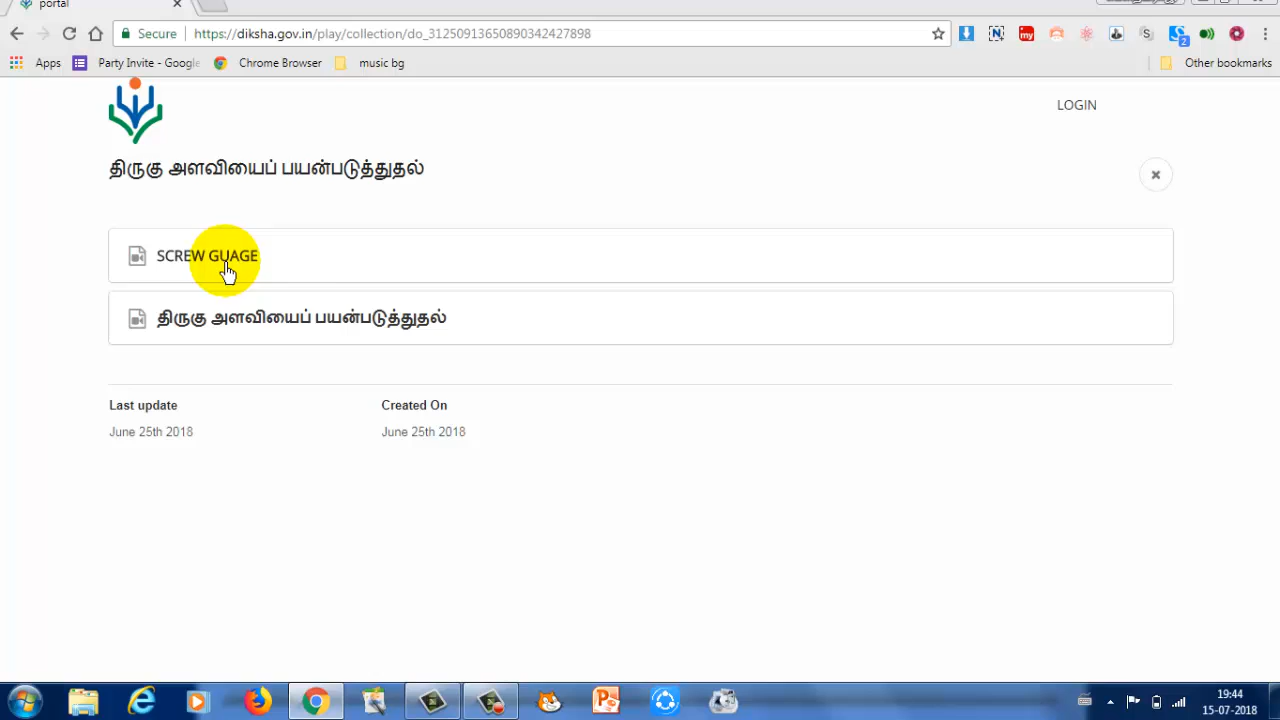 portal
Secure https://diksha.gov.in/play/collection/do_31250913650890342427898
Apps Party Invite - Google Chrome Browser music bg Other bookmarks
LOGIN
திருகு அளவியைப் பயன்படுத்துதல்
SCREW GUAGE
திருகு அளவியைப் பயன்படுத்துதல்
Last update Created On
June 25th 2018 June 25th 2018
19:44
15-07-2018